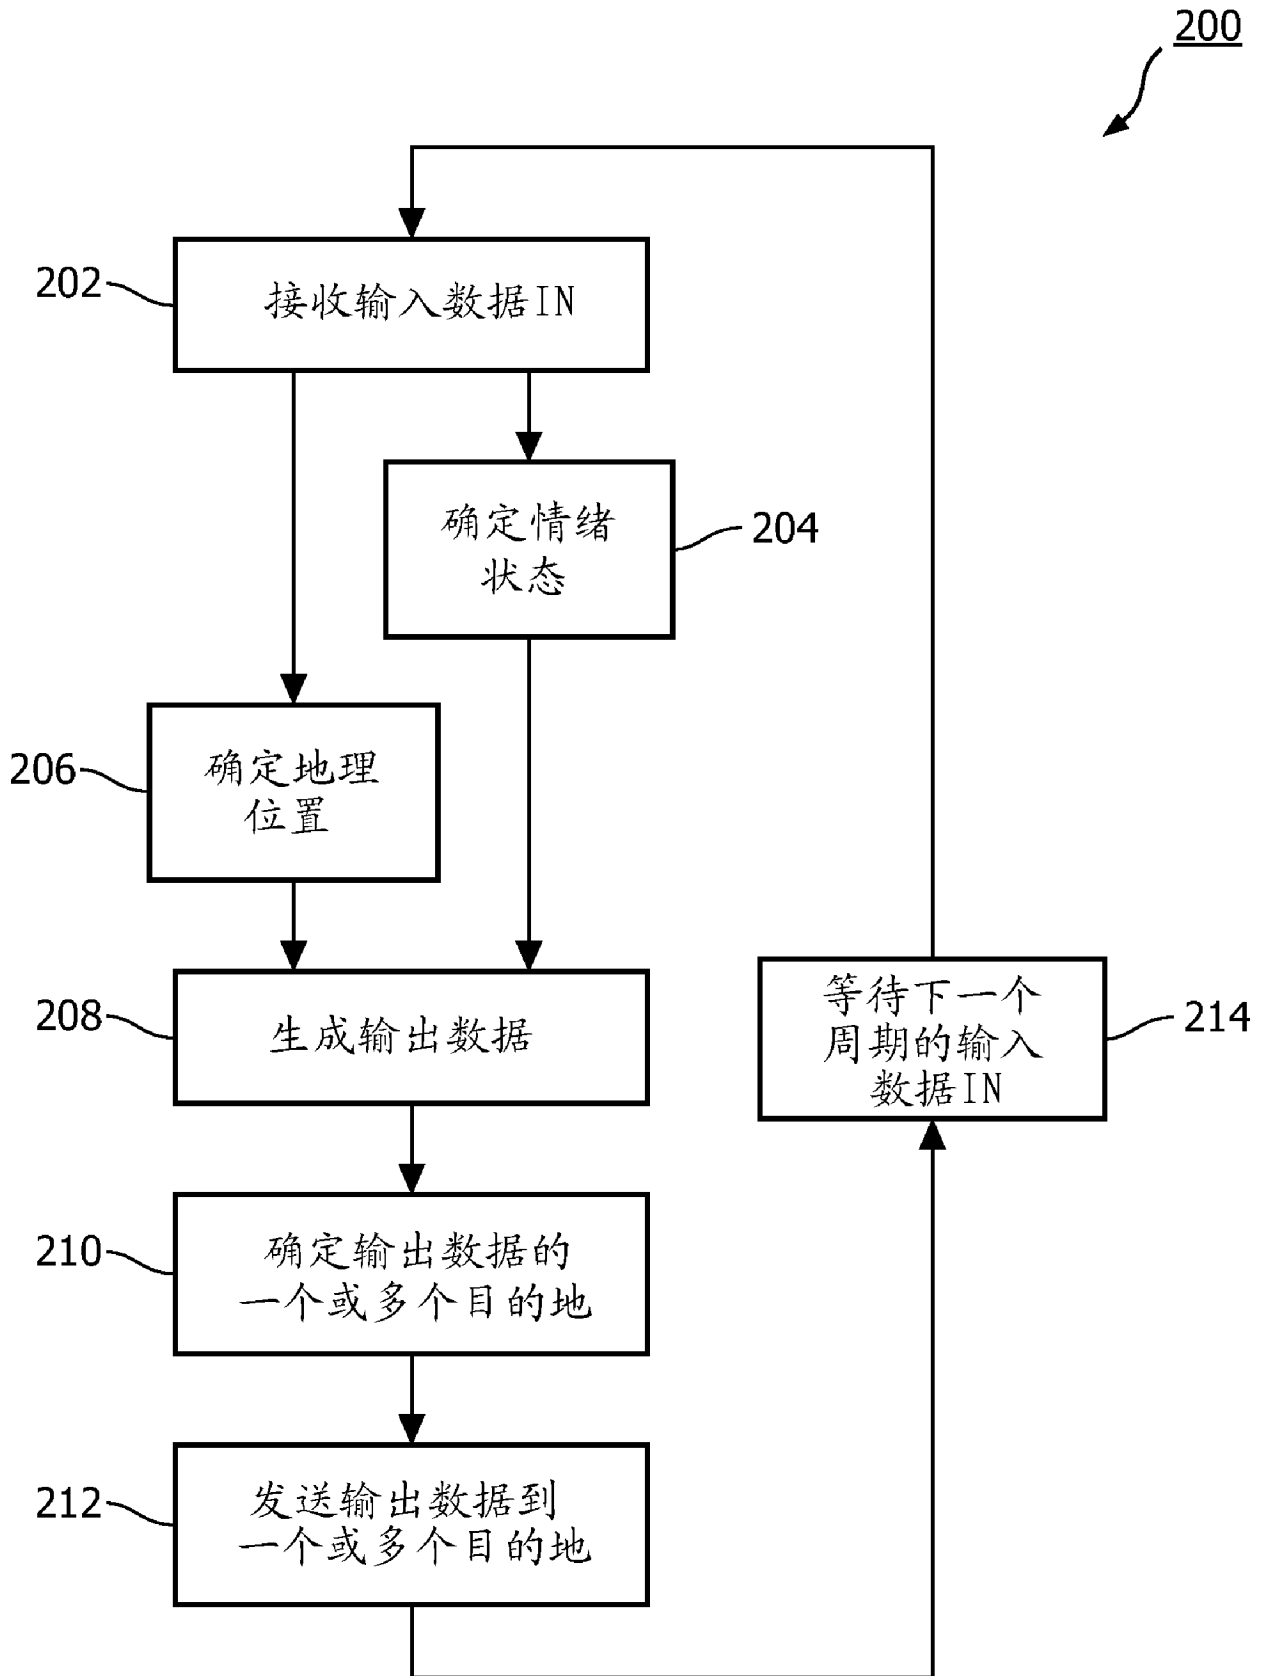 200
202
接收输入数据IN
确定情绪
状态
204
206
确定地理
位置
208
生成输出数据
等待下一个
周期的输入
数据IN
214
210
确定输出数据的
一个或多个目的地
212
发送输出数据到
一个或多个目的地